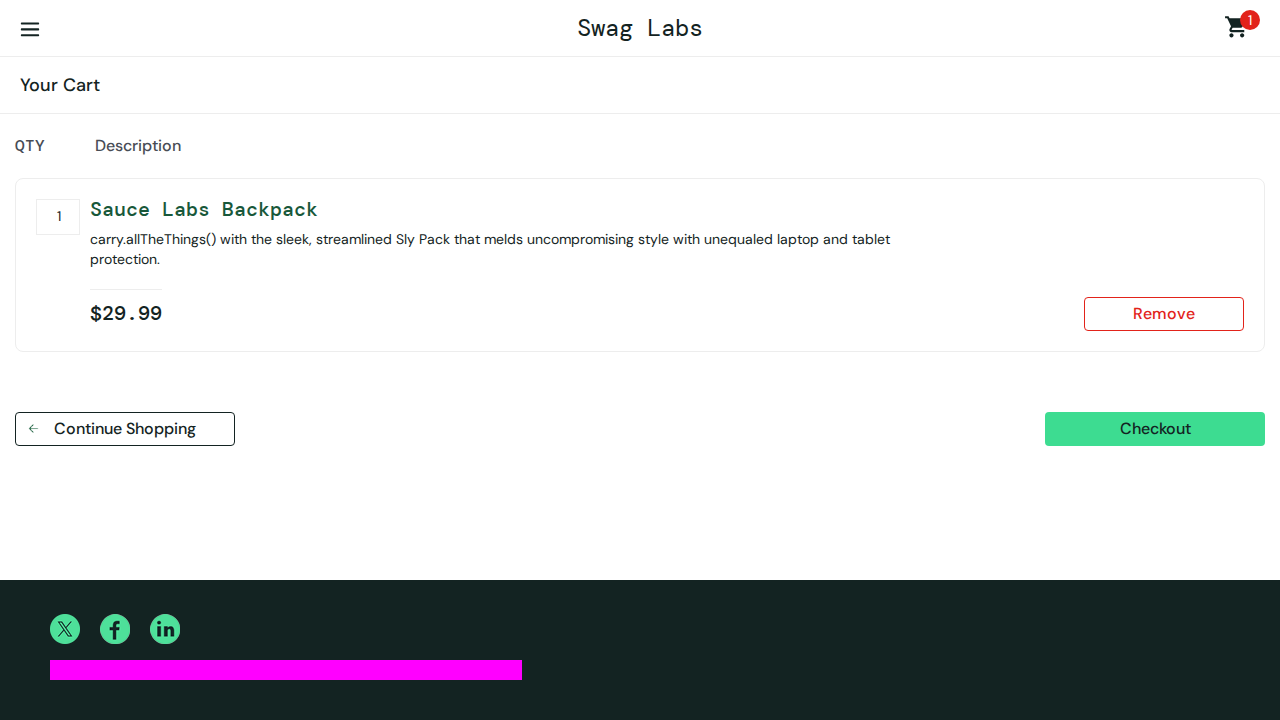 Swag Labs
1
Your Cart
QTY Description
1
Sauce Labs Backpack
carry.allTheThings() with the sleek, streamlined Sly Pack that melds uncompromising style with unequaled laptop and tablet
protection.
$29.99
Remove
Continue Shopping
Checkout